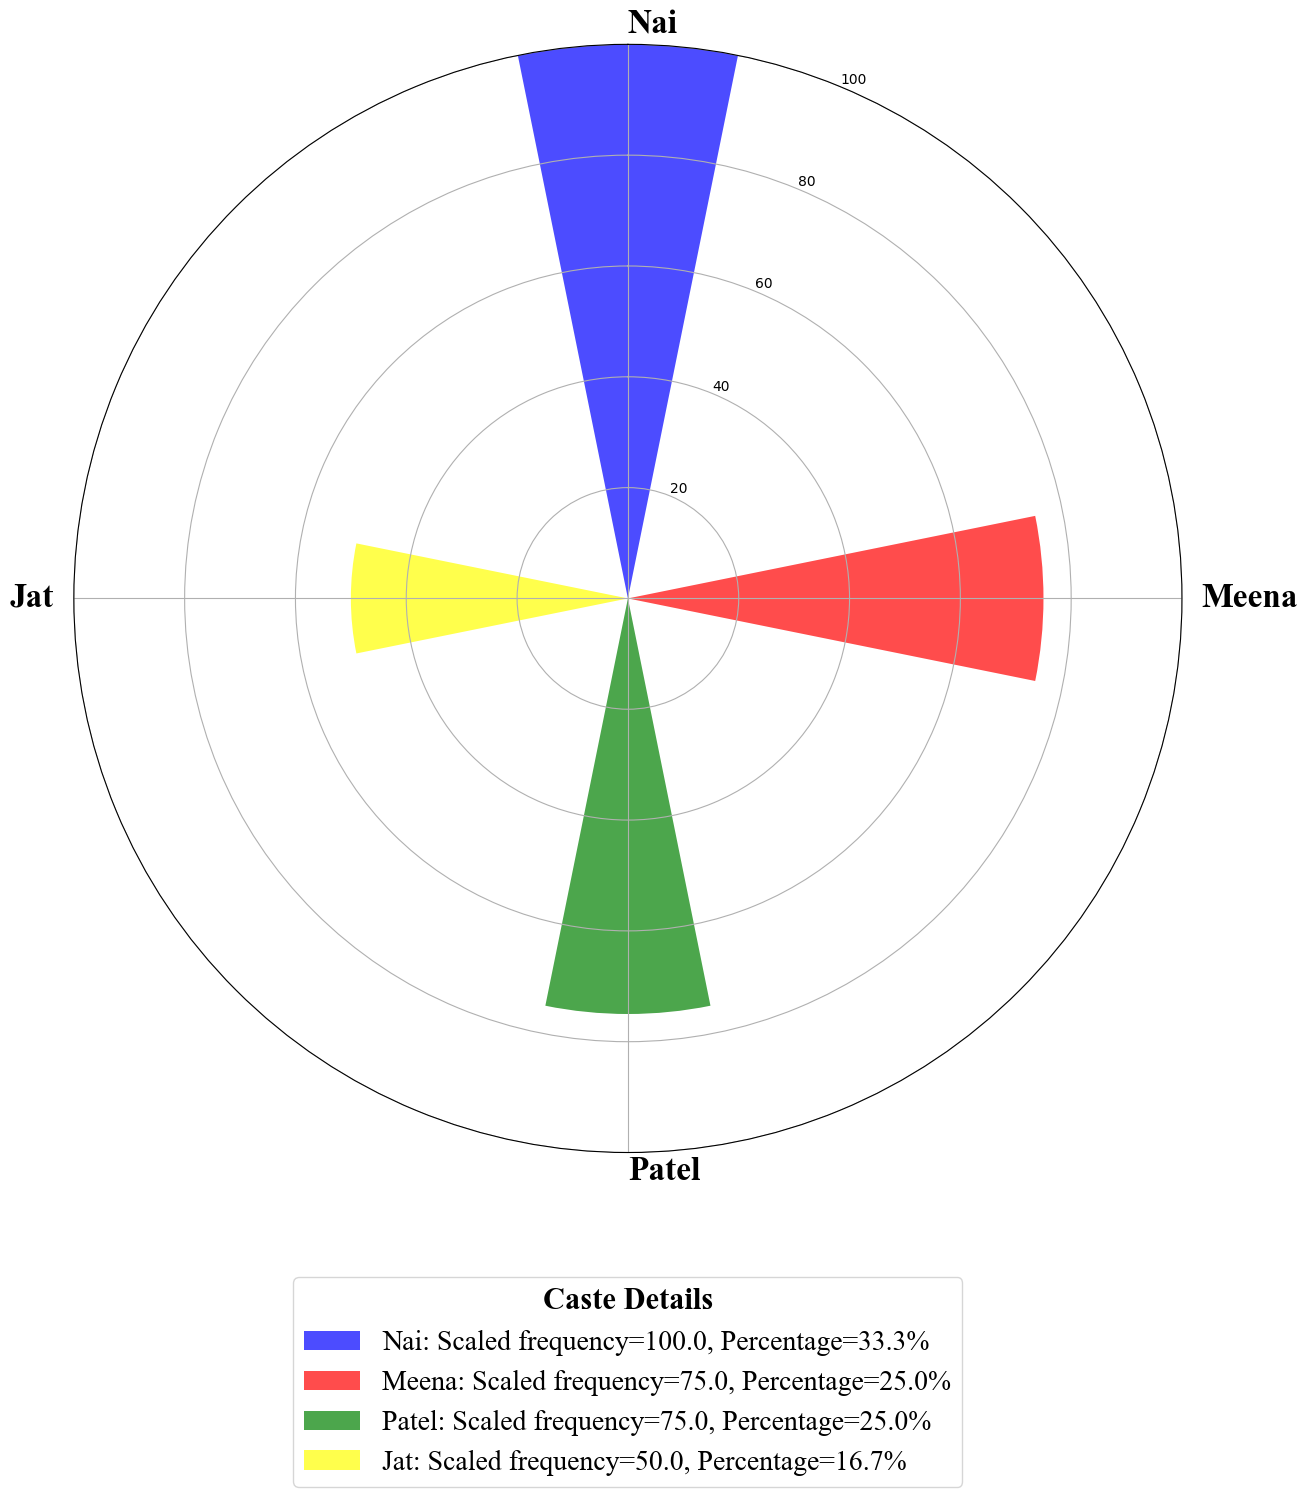 Nai
100
80
60
40
20
Jat
Meena
Patel
Caste Details
Nai: Scaled frequency=100.0, Percentage=33.3%
Meena: Scaled frequency=75.0, Percentage=25.0%
Patel: Scaled frequency=75.0, Percentage=25.0%
Jat: Scaled frequency=50.0, Percentage=16.7%